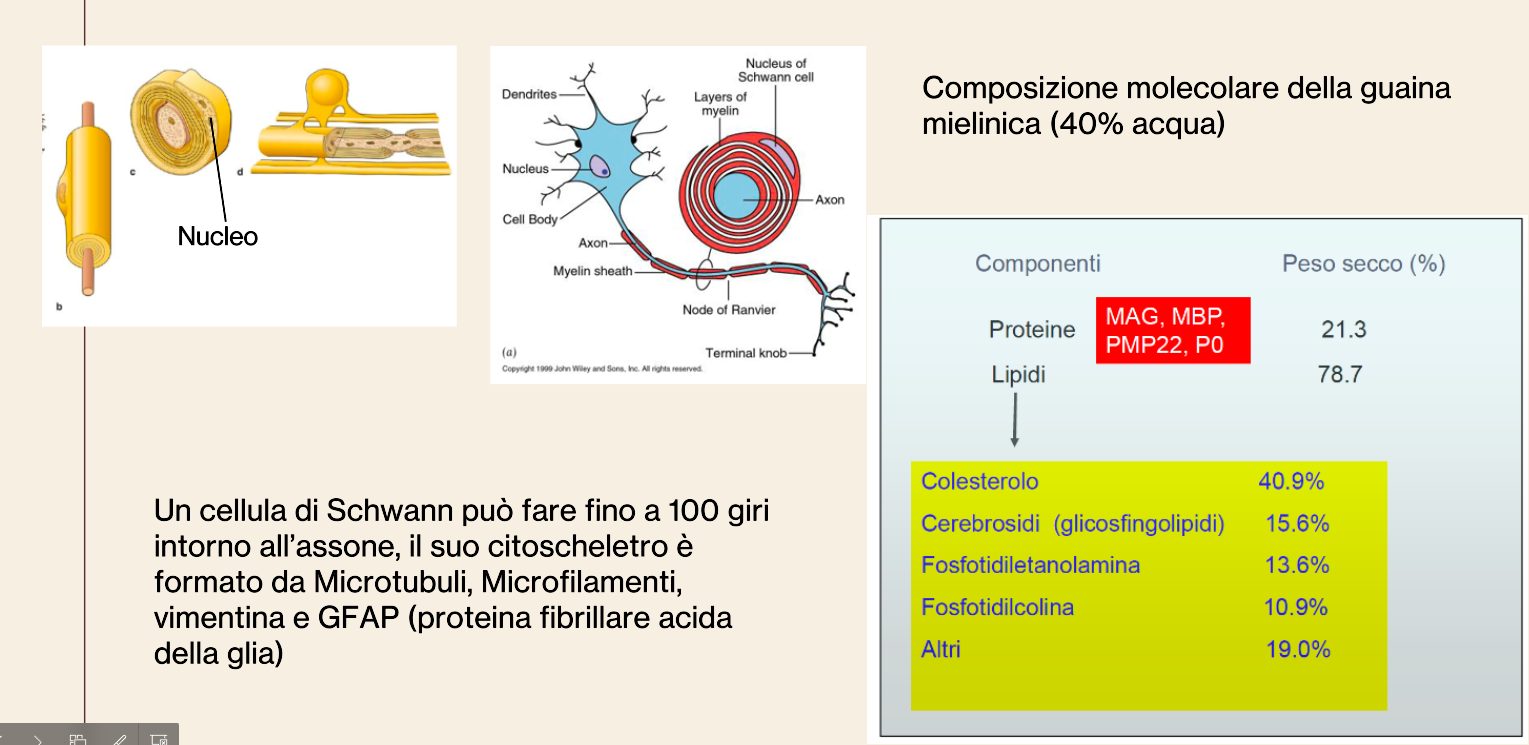 c
d
b
Nucleo
Dendrites
Nucleus
Cell Body
Axon
Myelin sheath
Nucleus of
Schwann cell
Layers of
myelin
Axon
Node of Ranvier
Terminal knob
(a)
Copyright 1999 John Wiley and Sons, Inc. All rights reserved.
Composizione molecolare della guaina
mielinica (40% acqua)
Componenti Peso secco (%)
Proteine MAG, MBP, 21.3
PMP22, P0
Lipidi 78.7
Colesterolo 40.9%
Cerebrosidi (glicosfingolipidi) 15.6%
Fosfotidiletanolamina 13.6%
Fosfotidilcolina 10.9%
Altri 19.0%
Un cellula di Schwann può fare fino a 100 giri
intorno all’assone, il suo citoscheletro è
formato da Microtubuli, Microfilamenti,
vimentina e GFAP (proteina fibrillare acida
della glia)